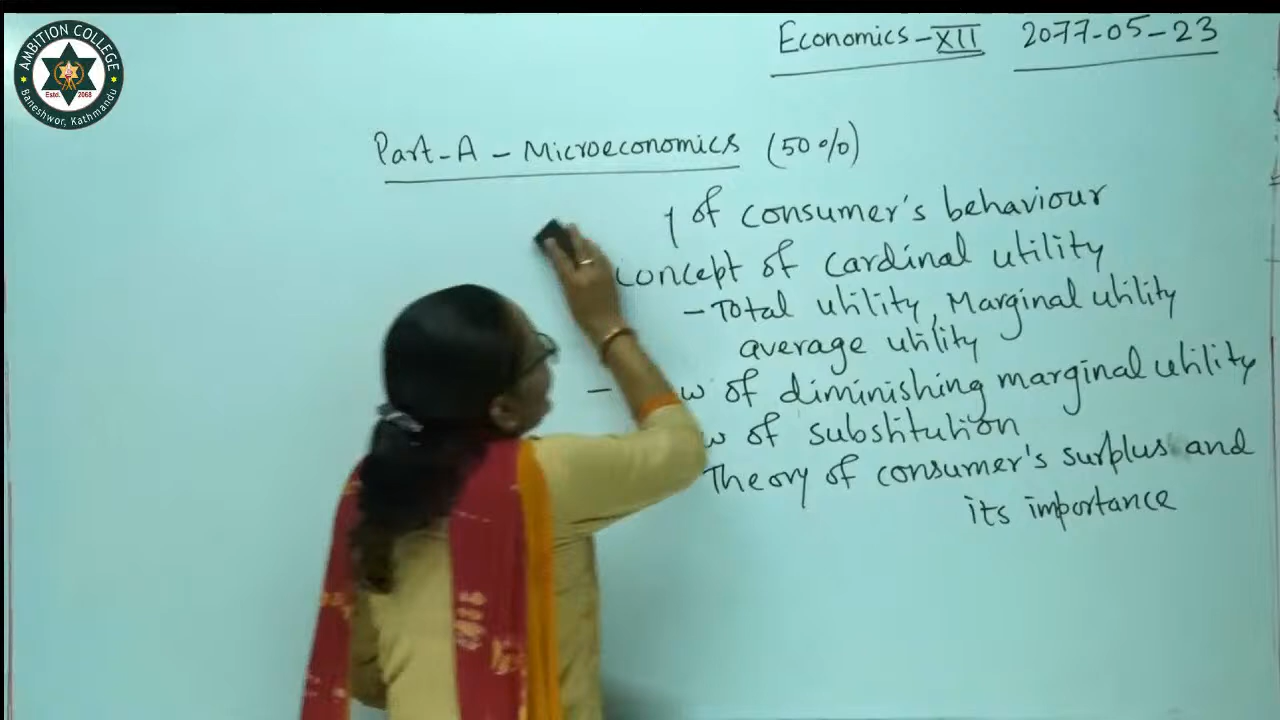 AMBITION COLLEGE
Estd. 2068
Baneshwor, Kathmandu
Economics - XII 2077-05-23
Part-A - Microeconomics (50%)
y of consumer's behaviour
concept of cardinal utility
- Total utility, Marginal utility
average utility
- w of diminishing marginal utility
w of substitution
Theory of consumer's surplus and
its importance